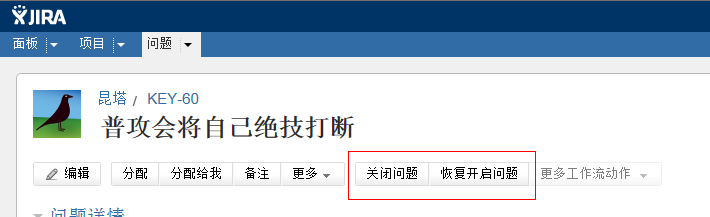 JIRA
面板 项目 问题
昆塔 / KEY-60
普攻会将自己绝技打断
编辑 分配 分配给我 备注 更多 关闭问题 恢复开启问题 更多工作流动作
问题详情